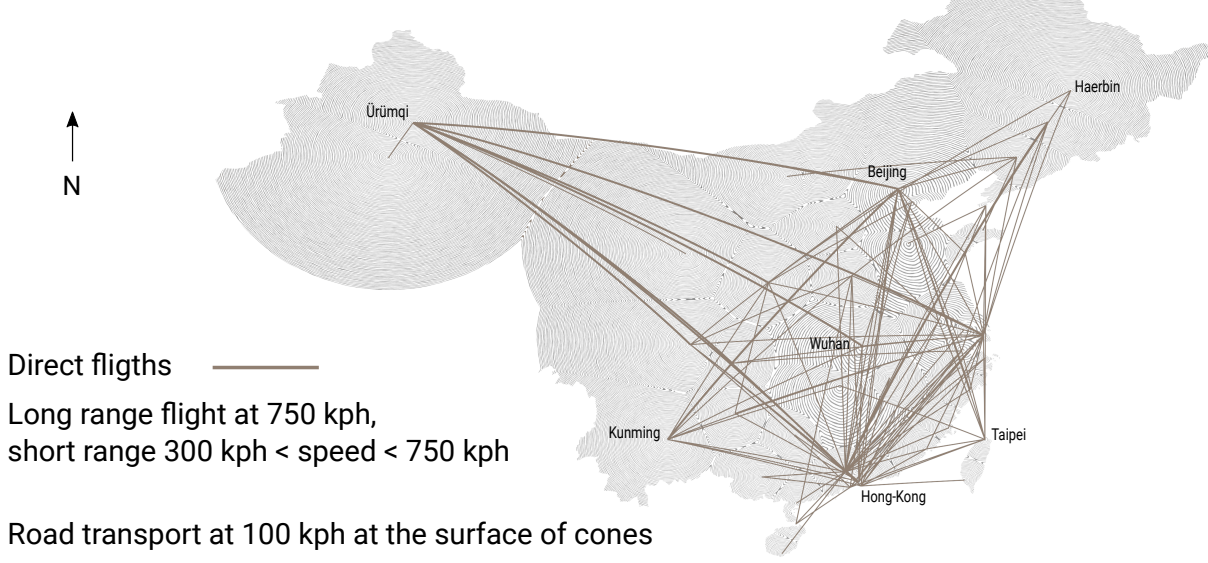 Haerbin
Ürümqi
Beijing
N
Wuhan
Direct fligths
Long range flight at 750 kph,
short range 300 kph < speed < 750 kph
Kunming
Taipei
Hong-Kong
Road transport at 100 kph at the surface of cones